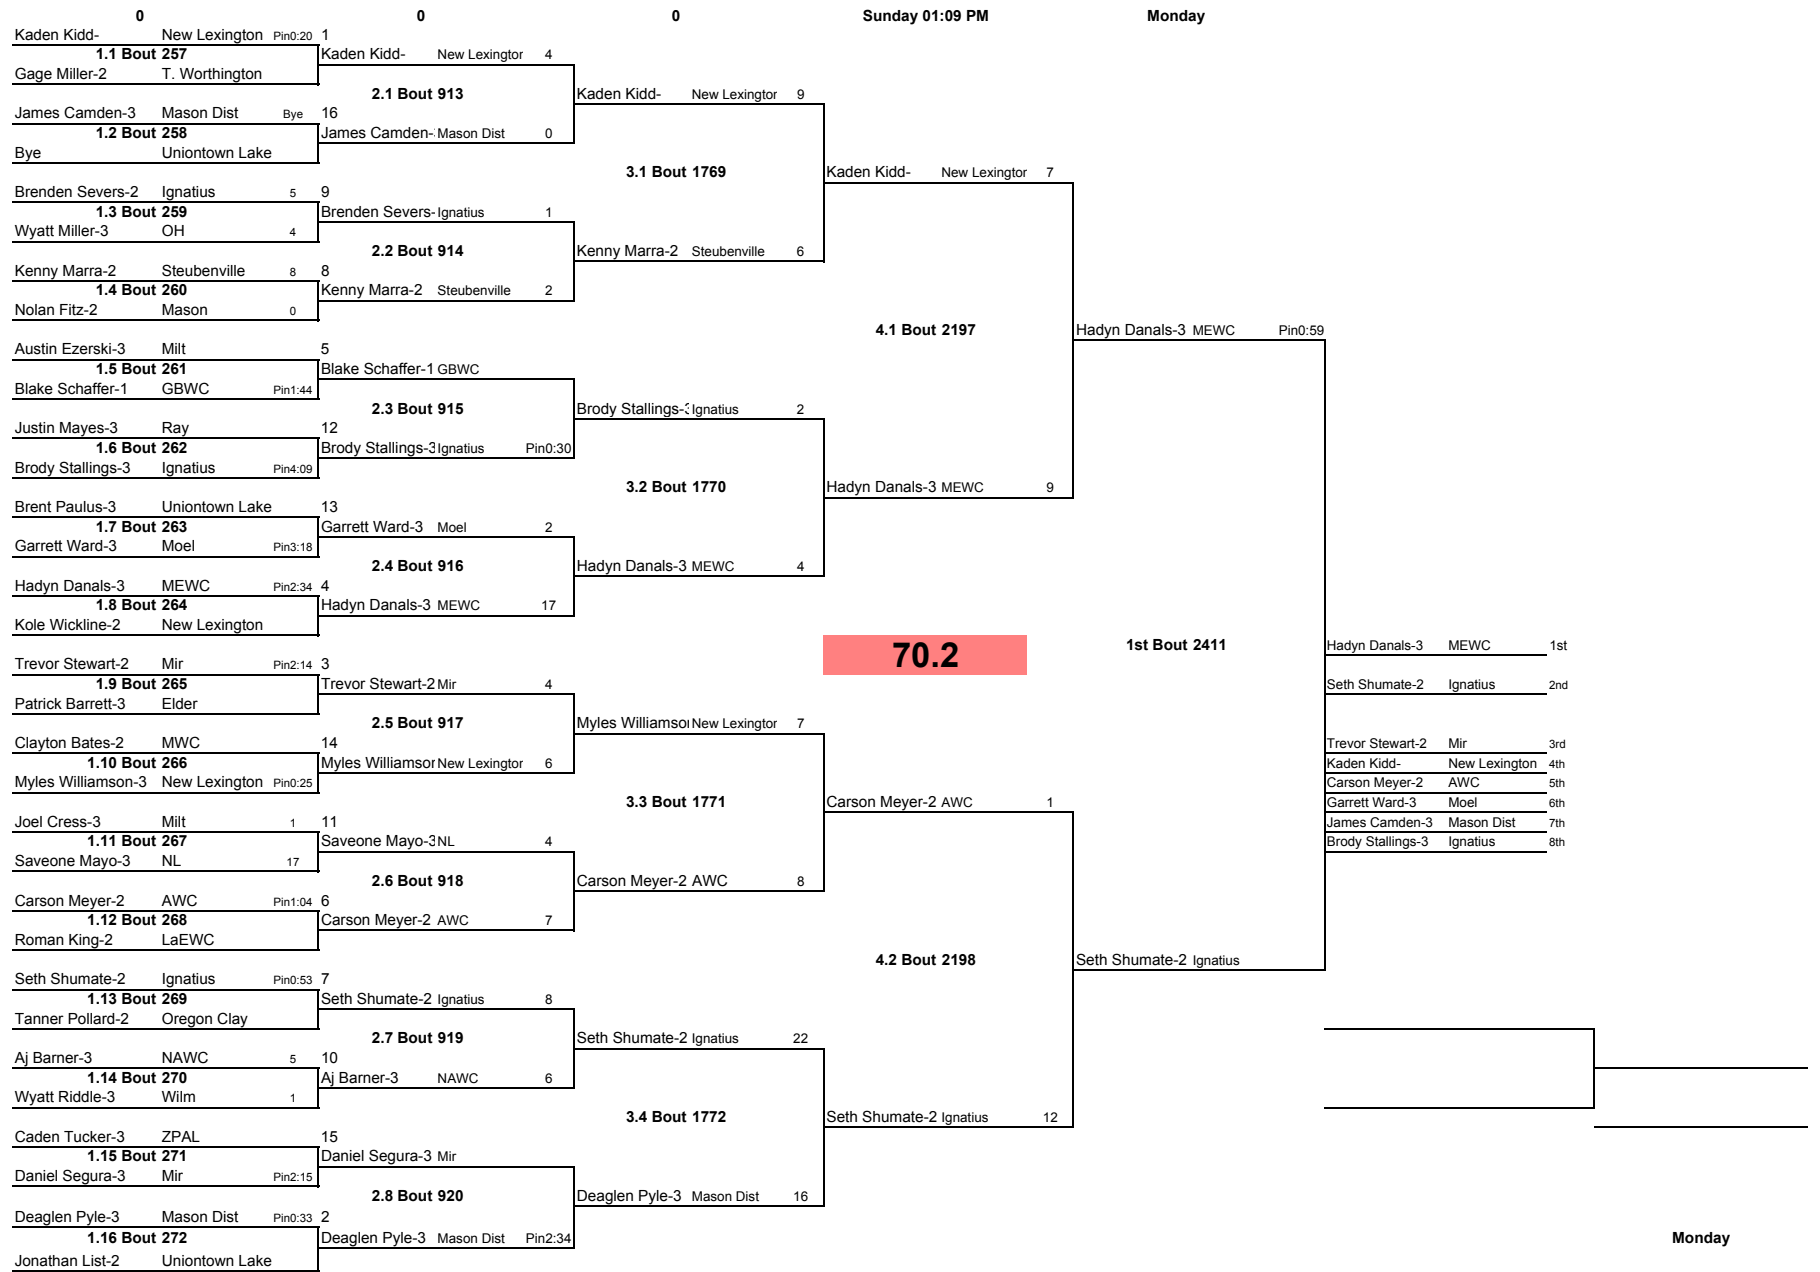 0 0 0 Sunday 01:09 PM Monday
Kaden Kidd- New Lexington Pin0:20 1
1.1 Bout 257
Gage Miller-2 T. Worthington
James Camden-3 Mason Dist Bye 16
1.2 Bout 258
Bye Uniontown Lake
Brenden Severs-2 Ignatius 5 9
1.3 Bout 259
Wyatt Miller-3 OH 4
Kenny Marra-2 Steubenville 8 8
1.4 Bout 260
Nolan Fitz-2 Mason 0
Austin Ezerski-3 Milt 5
1.5 Bout 261
Blake Schaffer-1 GBWC Pin1:44
Justin Mayes-3 Ray 12
1.6 Bout 262
Brody Stallings-3 Ignatius Pin4:09
Brent Paulus-3 Uniontown Lake 13
1.7 Bout 263
Garrett Ward-3 Moel Pin3:18
Hadyn Danals-3 MEWC Pin2:34 4
1.8 Bout 264
Kole Wickline-2 New Lexington
Trevor Stewart-2 Mir Pin2:14 3
1.9 Bout 265
Patrick Barrett-3 Elder
Clayton Bates-2 MWC 14
1.10 Bout 266
Myles Williamson-3 New Lexington Pin0:25
Joel Cress-3 Milt 1 11
1.11 Bout 267
Saveone Mayo-3 NL 17
Carson Meyer-2 AWC Pin1:04 6
1.12 Bout 268
Roman King-2 LaEWC
Seth Shumate-2 Ignatius Pin0:53 7
1.13 Bout 269
Tanner Pollard-2 Oregon Clay
Aj Barner-3 NAWC 5 10
1.14 Bout 270
Wyatt Riddle-3 Wilm 1
Caden Tucker-3 ZPAL 15
1.15 Bout 271
Daniel Segura-3 Mir Pin2:15
Deaglen Pyle-3 Mason Dist Pin0:33 2
1.16 Bout 272
Jonathan List-2 Uniontown Lake
Kaden Kidd- New Lexington 4
2.1 Bout 913
James Camden- Mason Dist 0
Brenden Severs- Ignatius 1
2.2 Bout 914
Kenny Marra-2 Steubenville 2
Blake Schaffer-1 GBWC
2.3 Bout 915
Brody Stallings-3 Ignatius Pin0:30
Garrett Ward-3 Moel 2
2.4 Bout 916
Hadyn Danals-3 MEWC 17
Trevor Stewart-2 Mir 4
2.5 Bout 917
Myles Williamson New Lexington 6
Saveone Mayo-3 NL 4
2.6 Bout 918
Carson Meyer-2 AWC 7
Seth Shumate-2 Ignatius 8
2.7 Bout 919
Aj Barner-3 NAWC 6
Daniel Segura-3 Mir
2.8 Bout 920
Deaglen Pyle-3 Mason Dist Pin2:34
Kaden Kidd- New Lexington 9
3.1 Bout 1769
Kenny Marra-2 Steubenville 6
Brody Stallings-3 Ignatius 2
3.2 Bout 1770
Hadyn Danals-3 MEWC 4
Myles Williamson New Lexington 7
3.3 Bout 1771
Carson Meyer-2 AWC 8
Seth Shumate-2 Ignatius 22
3.4 Bout 1772
Deaglen Pyle-3 Mason Dist 16
Kaden Kidd- New Lexington 7
4.1 Bout 2197
Hadyn Danals-3 MEWC 9
70.2
Carson Meyer-2 AWC 1
4.2 Bout 2198
Seth Shumate-2 Ignatius 12
Hadyn Danals-3 MEWC Pin0:59
1st Bout 2411
Seth Shumate-2 Ignatius
Hadyn Danals-3 MEWC 1st
Seth Shumate-2 Ignatius 2nd
Trevor Stewart-2 Mir 3rd
Kaden Kidd- New Lexington 4th
Carson Meyer-2 AWC 5th
Garrett Ward-3 Moel 6th
James Camden-3 Mason Dist 7th
Brody Stallings-3 Ignatius 8th
Monday